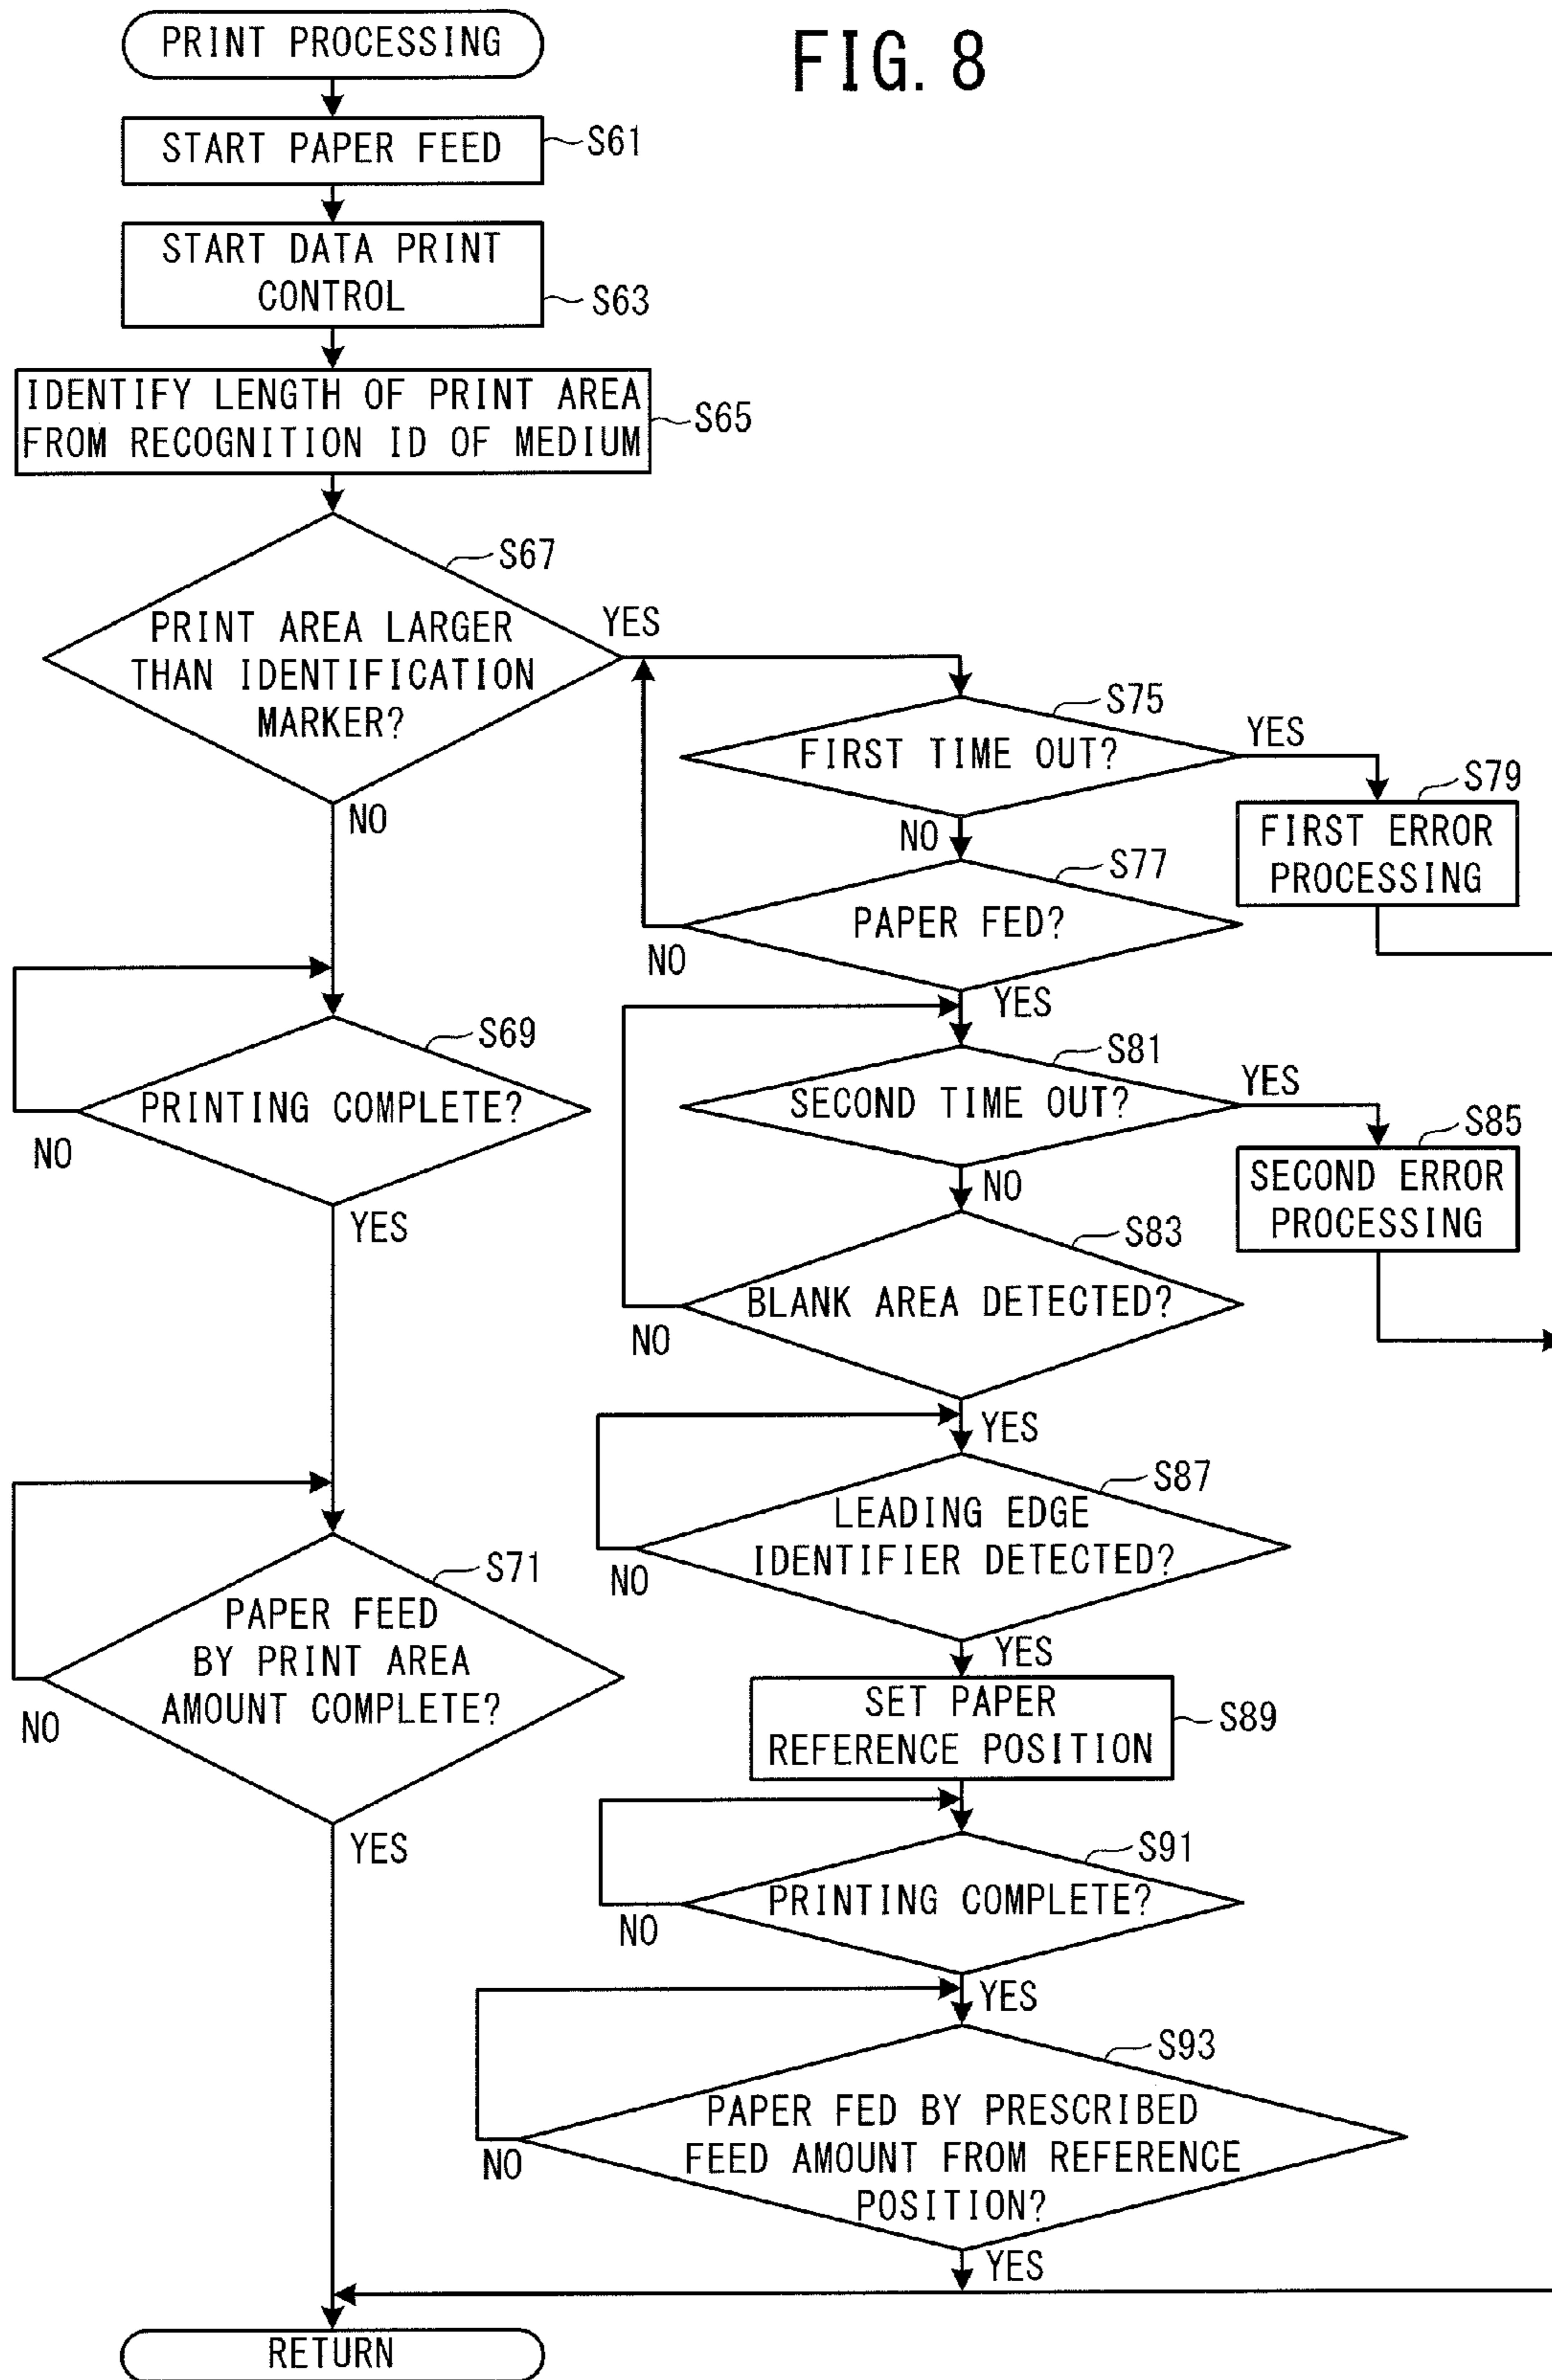 FIG. 8
PRINT PROCESSING
START PAPER FEED
S61
START DATA PRINT
CONTROL
S63
IDENTIFY LENGTH OF PRINT AREA
FROM RECOGNITION ID OF MEDIUM
S65
S67
PRINT AREA LARGER
THAN IDENTIFICATION
MARKER?
YES
NO
S69
PRINTING COMPLETE?
NO
YES
S71
PAPER FEED
BY PRINT AREA
AMOUNT COMPLETE?
NO
YES
S75
FIRST TIME OUT?
YES
NO
S79
FIRST ERROR
PROCESSING
S77
PAPER FED?
NO
YES
S81
SECOND TIME OUT?
YES
NO
S85
SECOND ERROR
PROCESSING
S83
BLANK AREA DETECTED?
NO
YES
S87
LEADING EDGE
IDENTIFIER DETECTED?
NO
YES
SET PAPER
REFERENCE POSITION
S89
S91
PRINTING COMPLETE?
NO
YES
S93
PAPER FED BY PRESCRIBED
FEED AMOUNT FROM REFERENCE
POSITION?
NO
YES
RETURN